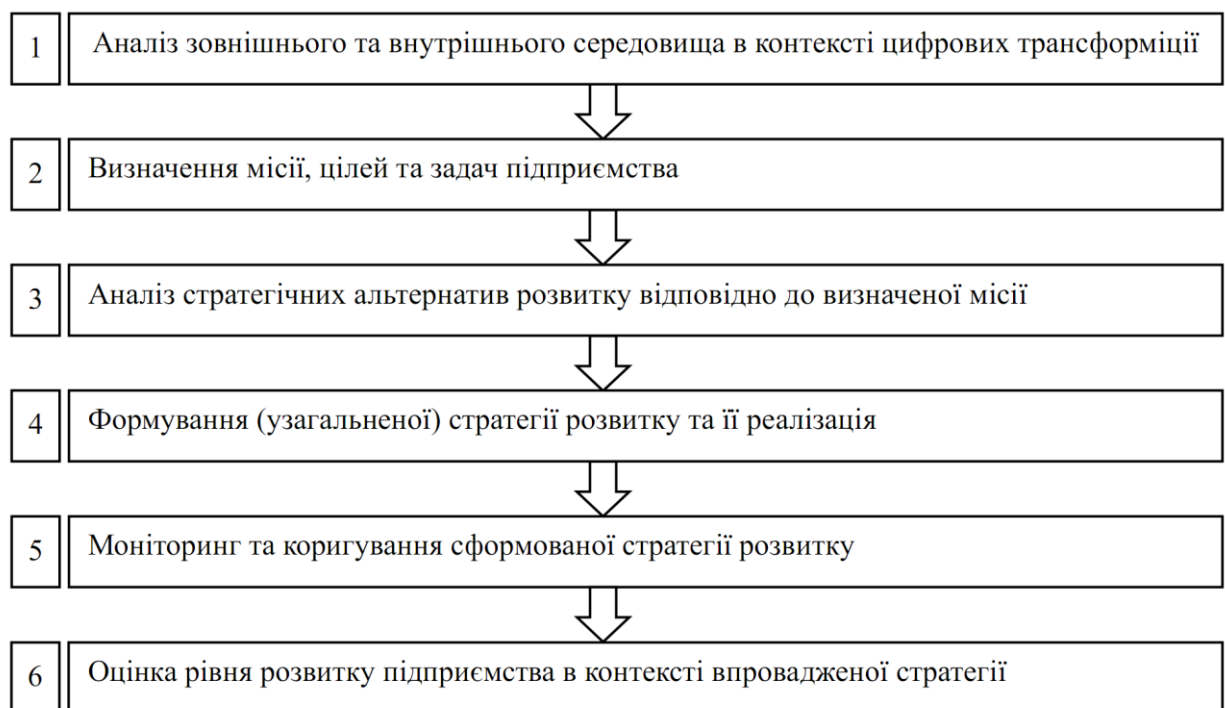 1 Аналіз зовнішнього та внутрішнього середовища в контексті цифрових трансформіції
2 Визначення місії, цілей та задач підприємства
3 Аналіз стратегічних альтернатив розвитку відповідно до визначеної місії
4 Формування (узагальненої) стратегії розвитку та її реалізація
5 Моніторинг та коригування сформованої стратегії розвитку
6 Оцінка рівня розвитку підприємства в контексті впровадженої стратегії